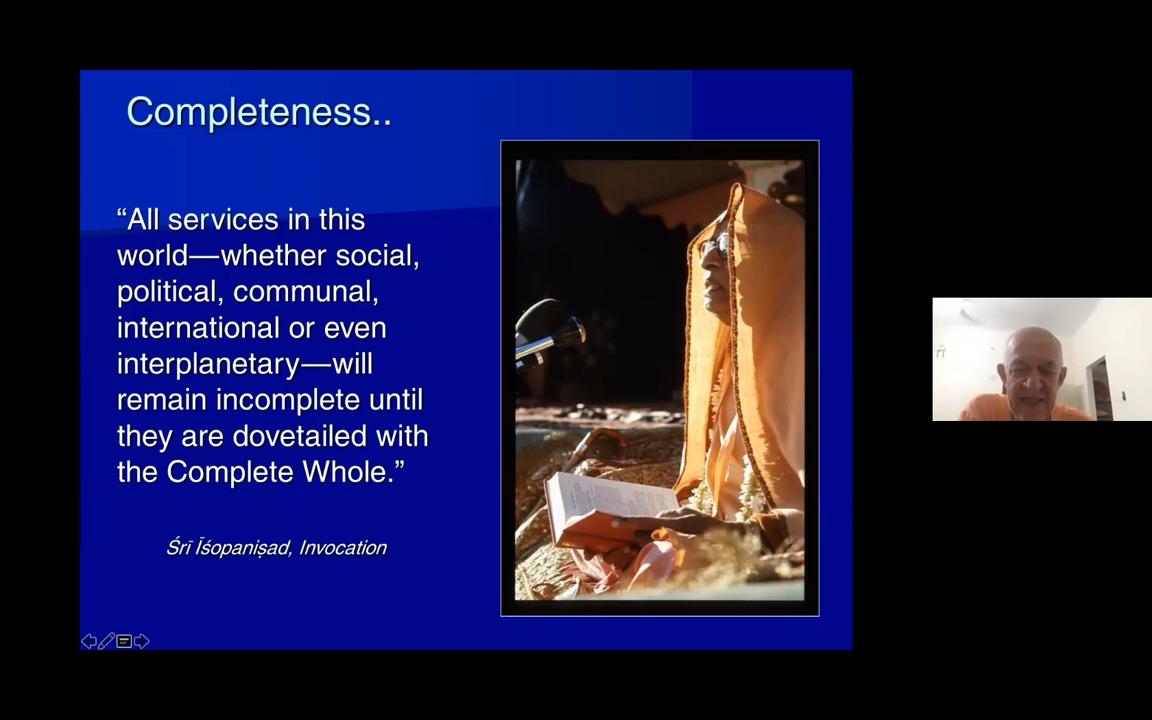 Completeness..
“All services in this
world—whether social,
political, communal,
international or even
interplanetary—will
remain incomplete until
they are dovetailed with
the Complete Whole.”
Śrī Īśopaniṣad, Invocation